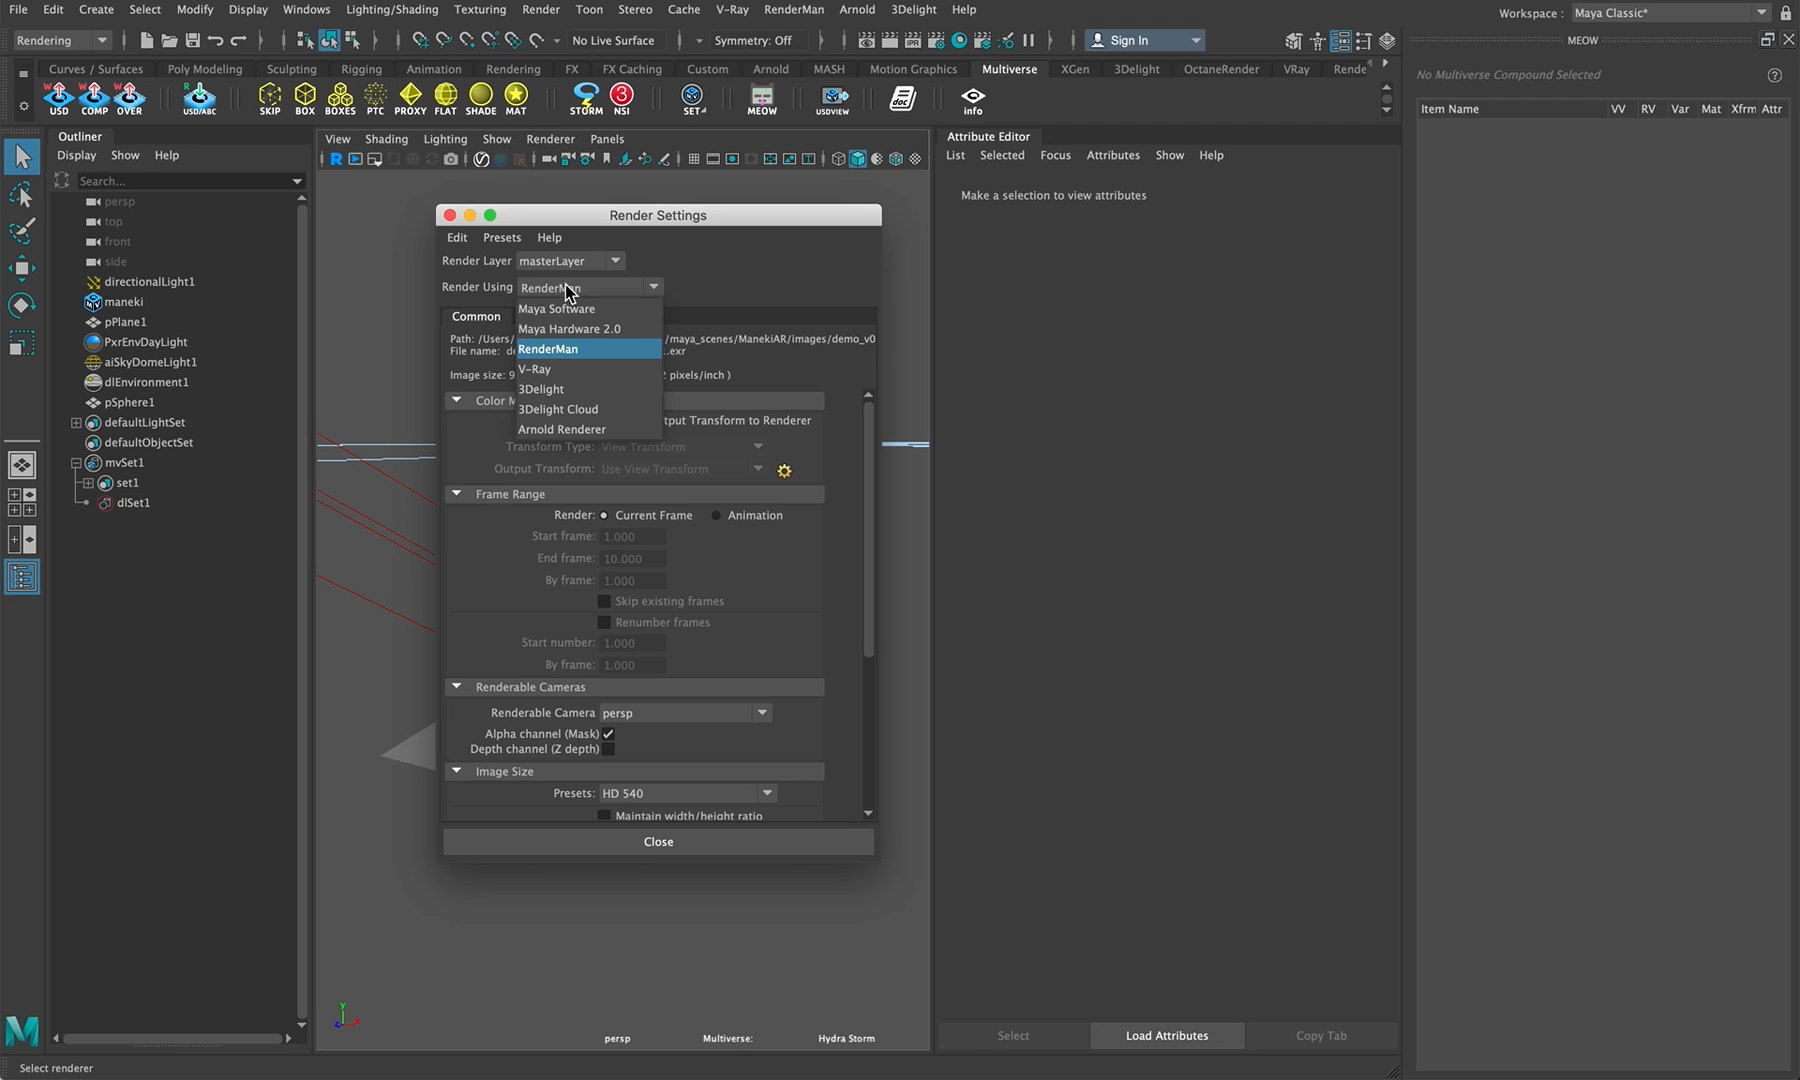 File Edit Create Select Modify Display Windows Lighting/Shading Texturing Render Toon Stereo Cache V-Ray RenderMan Arnold 3Delight Help
Workspace : Maya Classic*
Rendering No Live Surface Symmetry: Off Sign In
MEOW
Curves / Surfaces Poly Modeling Sculpting Rigging Animation Rendering FX FX Caching Custom Arnold MASH Motion Graphics Multiverse XGen 3Delight OctaneRender VRay Rende
No Multiverse Compound Selected
USD COMP OVER USD/ABC SKIP BOX BOXES PTC PROXY FLAT SHADE MAT STORM NSI SET MEOW USDVIEW doc info
Item Name VV RV Var Mat Xfrm Attr
Outliner
Display Show Help
Search...
persp
top
front
side
directionalLight1
maneki
pPlane1
PxrEnvDayLight
aiSkyDomeLight1
dlEnvironment1
pSphere1
defaultLightSet
defaultObjectSet
mvSet1
set1
dlSet1
View Shading Lighting Show Renderer Panels
Render Settings
Edit Presets Help
Render Layer masterLayer
Render Using RenderMan
Maya Software
Maya Hardware 2.0
RenderMan
V-Ray
3Delight
3Delight Cloud
Arnold Renderer
Common
Path: /Users/ /maya_scenes/ManekiAR/images/demo_v0
File name: de .exr
Image size: 9 2 pixels/inch )
Color M
tput Transform to Renderer
Transform Type: View Transform
Output Transform: Use View Transform
Frame Range
Render: Current Frame Animation
Start frame: 1.000
End frame: 10.000
By frame: 1.000
Skip existing frames
Renumber frames
Start number: 1.000
By frame: 1.000
Renderable Cameras
Renderable Camera persp
Alpha channel (Mask)
Depth channel (Z depth)
Image Size
Presets: HD 540
Maintain width/height ratio
Close
persp Multiverse: Hydra Storm
Attribute Editor
List Selected Focus Attributes Show Help
Make a selection to view attributes
Select Load Attributes Copy Tab
Select renderer